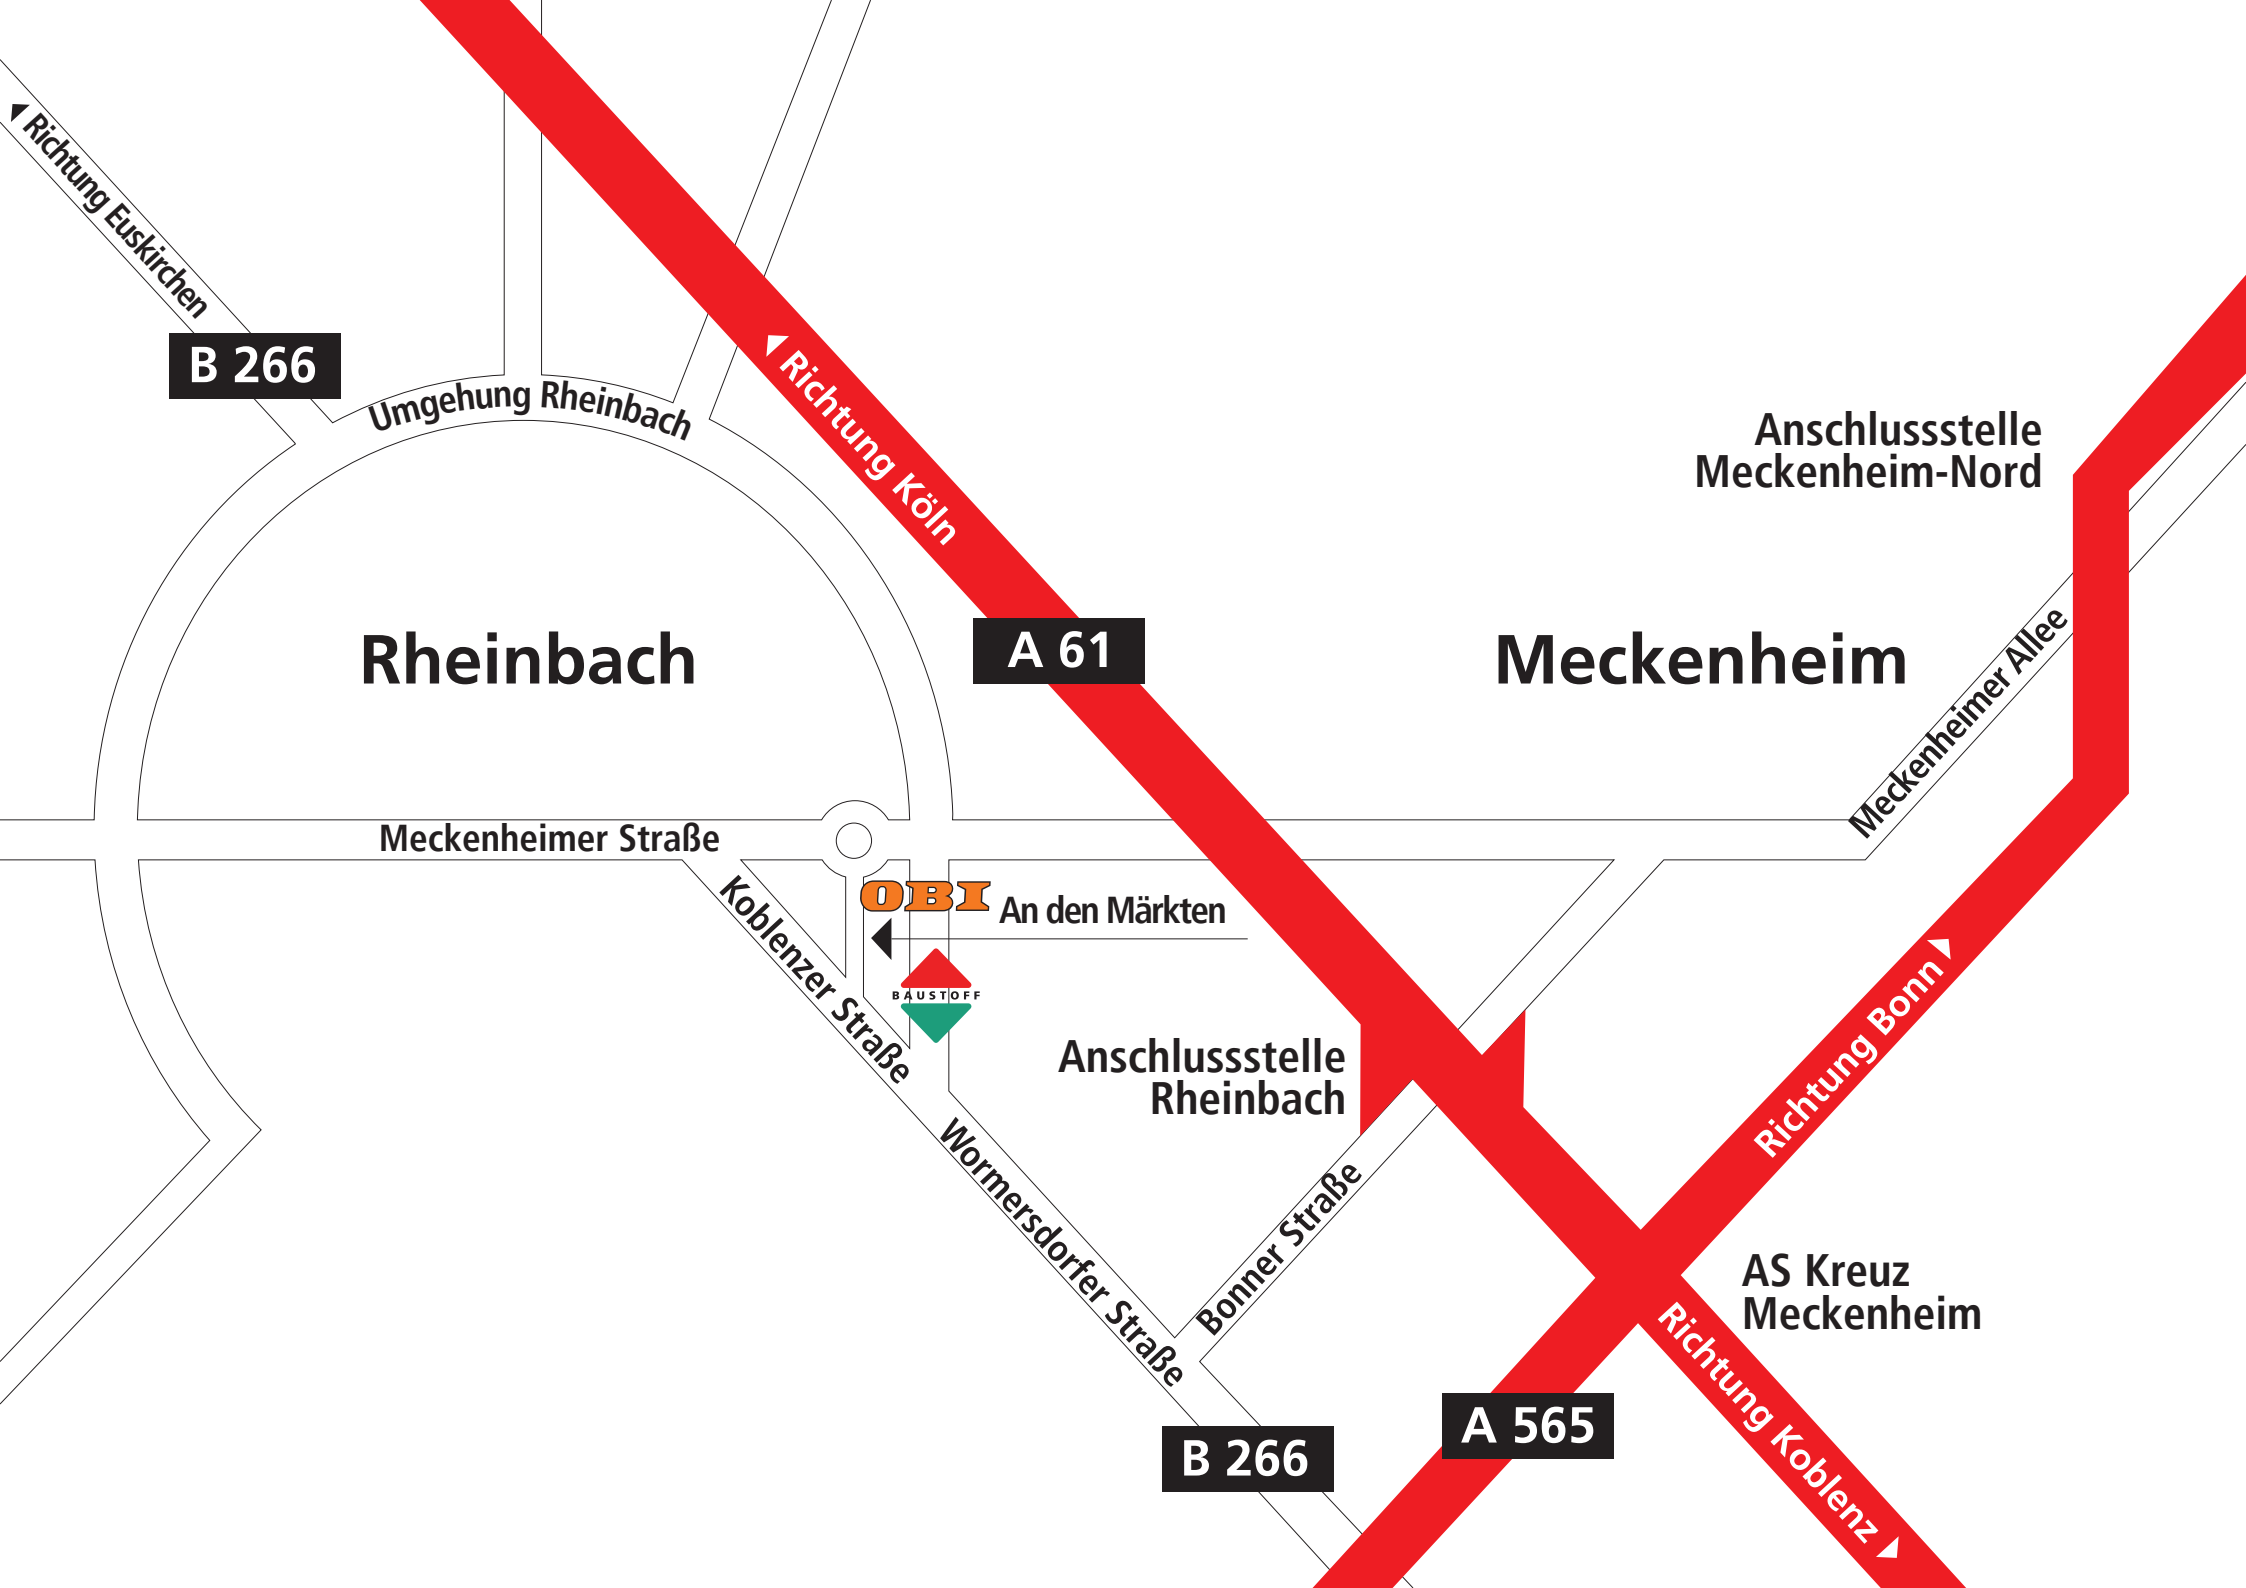 Richtung Euskirchen
B 266
Umgehung Rheinbach
Richtung Köln
Anschlussstelle
Meckenheim-Nord
Rheinbach
A 61
Meckenheim
Meckenheimer Allee
Meckenheimer Straße
Koblenzer Straße
OBI
An den Märkten
BAUSTOFF
Anschlussstelle
Rheinbach
Richtung Bonn
Wormersdorfer Straße
Bonner Straße
AS Kreuz
Meckenheim
Richtung Koblenz
A 565
B 266